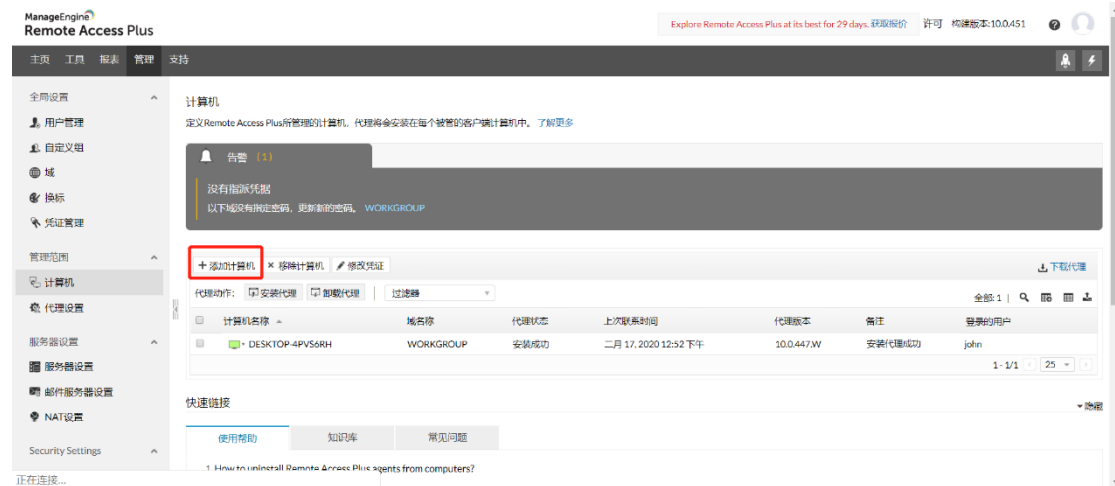 ManageEngine
Remote Access Plus
Explore Remote Access Plus at its best for 29 days. 获取报价 许可 构建版本:10.0.451
主页 工具 报表 管理 支持
全局设置
用户管理
自定义组
域
换标
凭证管理
管理范围
计算机
代理设置
服务器设置
服务器设置
邮件服务器设置
NAT设置
Security Settings
正在连接...
计算机
定义Remote Access Plus所管理的计算机，代理将会安装在每个被管的客户端计算机中。 了解更多
告警 (1)
没有指派凭据
以下域没有指定密码，更新新的密码。 WORKGROUP
+ 添加计算机 × 移除计算机 修改凭证 下载代理
代理动作: 安装代理 卸载代理 过滤器
全部: 1
计算机名称 域名称 代理状态 上次联系时间 代理版本 备注 登录的用户
DESKTOP-4PVS6RH WORKGROUP 安装成功 二月 17, 2020 12:52 下午 10.0.447.W 安装代理成功 john
1 - 1/1 25
快速链接 隐藏
使用帮助 知识库 常见问题
1. How to uninstall Remote Access Plus agents from computers?